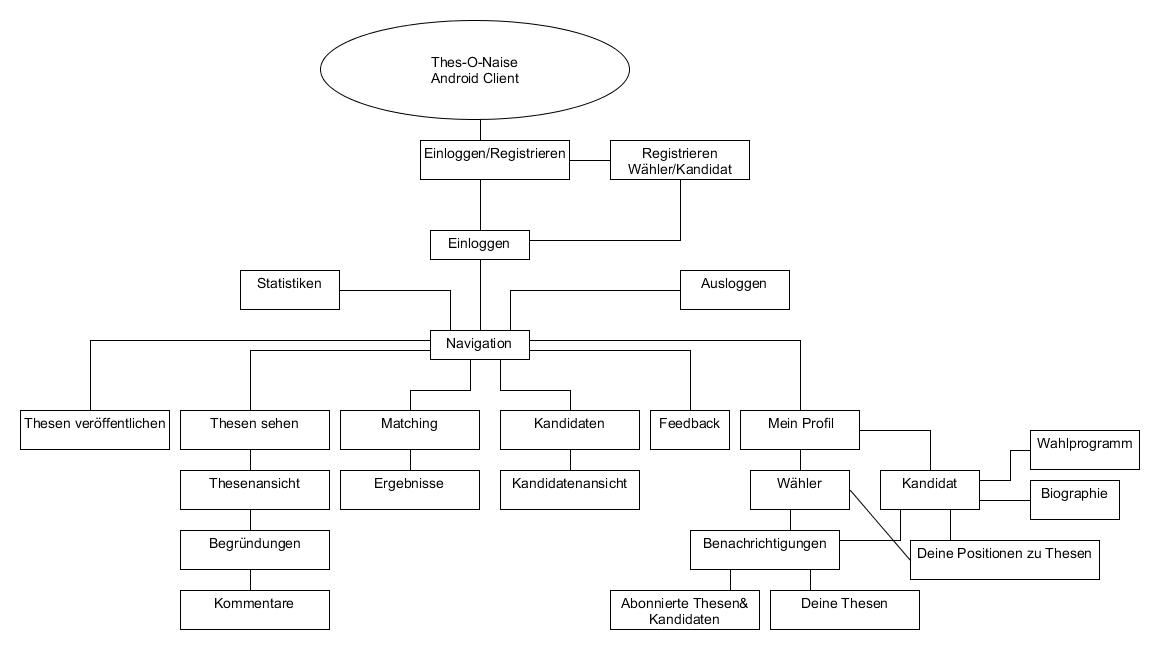 Thes-O-Naise
Android Client
Einloggen/Registrieren
Registrieren
Wähler/Kandidat
Einloggen
Statistiken
Ausloggen
Navigation
Thesen veröffentlichen
Thesen sehen
Matching
Kandidaten
Feedback
Mein Profil
Wahlprogramm
Thesenansicht
Ergebnisse
Kandidatenansicht
Wähler
Kandidat
Biographie
Begründungen
Benachrichtigungen
Deine Positionen zu Thesen
Kommentare
Abonnierte Thesen&
Kandidaten
Deine Thesen